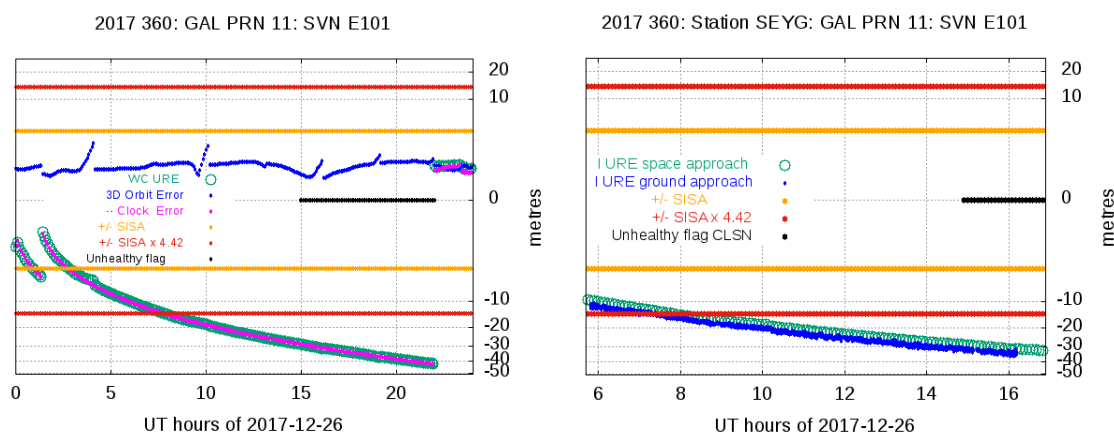 2017 360: GAL PRN 11: SVN E101
20
10
0
-10
-20
-30
-40
-50
metres
WC URE
3D Orbit Error
-- Clock Error
+/- SISA
+/- SISA x 4.42
Unhealthy flag
0 5 10 15 20
UT hours of 2017-12-26
2017 360: Station SEYG: GAL PRN 11: SVN E101
20
10
0
-10
-20
-30
-40
-50
metres
I URE space approach
I URE ground approach
+/- SISA
+/- SISA x 4.42
Unhealthy flag CLSN
6 8 10 12 14 16
UT hours of 2017-12-26